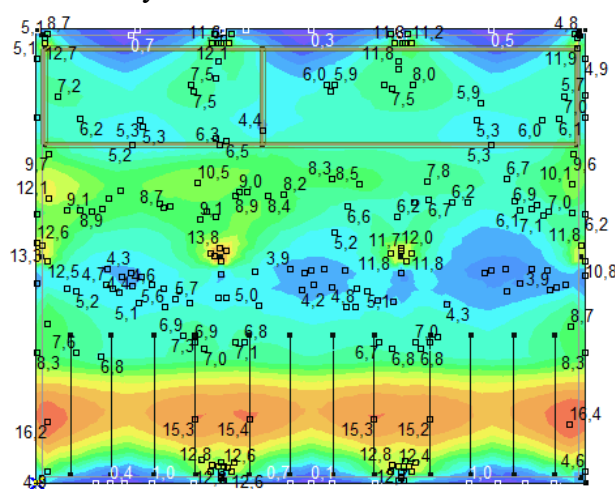 5,1 8,7 11,8 11,8 11,2 4,8
5,1 0,7 0,3 0,5
12,7 12,1 11,8 11,9 4,9
7,5 6,0 5,9 8,0
7,2 7,5 7,5 5,9 5,7
7,0
6,2 5,3 4,4 6,0 6,1
5,3 6,3 5,3
5,2 6,5
9,7 8,3 8,5 6,7 9,6
12,1 10,5 9,0 8,2 7,8 10,1
9,1 8,7 8,9 8,4 6,2 6,9
8,9 9,1 6,6 6,2 6,7 6,1 7,1 7,0 6,2
12,6 13,8 5,2 11,7 12,0 11,8
13,3 4,3 3,9 11,8 11,8 10,8
12,5 4,7 4,6 3,9
5,2 5,6 5,7 5,0 4,2 4,8 5,1
5,1 4,3
6,9 6,9 6,8 7,0 8,7
7,6 7,3 7,0 7,1 6,7 6,8 6,8
8,3 6,8 8,3
16,2 15,3 15,4 15,3 15,2 16,4
12,8 12,6 12,4 4,6
0,4 1,0 12,6 0,7 0,1 1,0